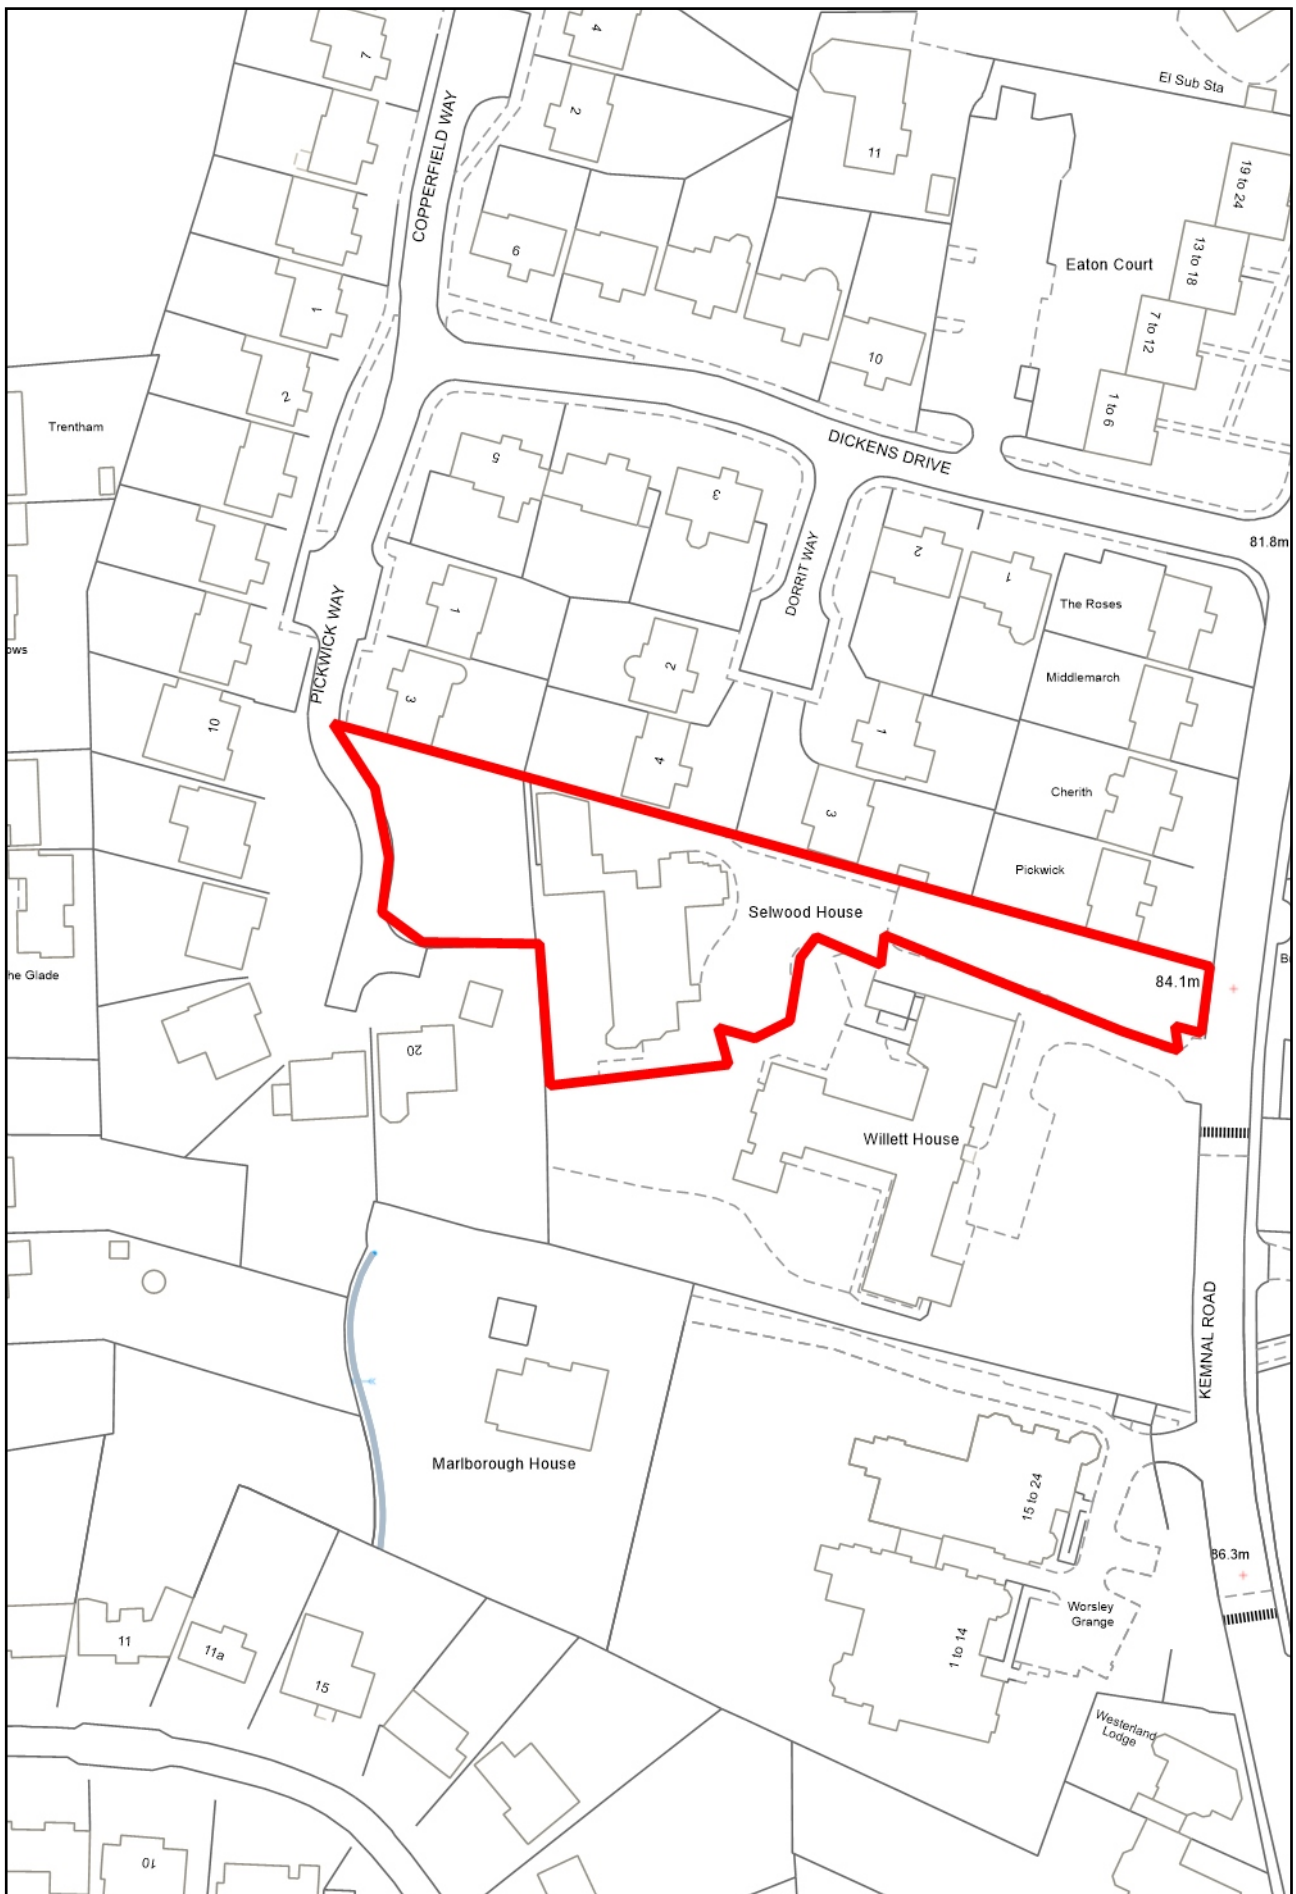 7
4
2
COPPERFIELD WAY
11
El Sub Sta
19 to 24
13 to 18
Eaton Court
7 to 12
1 to 6
9
1
10
2
Trentham
DICKENS DRIVE
5
3
81.8m
2
1
The Roses
DORRIT WAY
1
PICKWICK WAY
ows
2
Middlemarch
3
10
1
4
Cherith
3
Pickwick
Selwood House
he Glade
84.1m
20
Willett House
KEMNAL ROAD
Marlborough House
15 to 24
86.3m
Worsley
Grange
1 to 14
11
11a
15
Westerland
Lodge
10